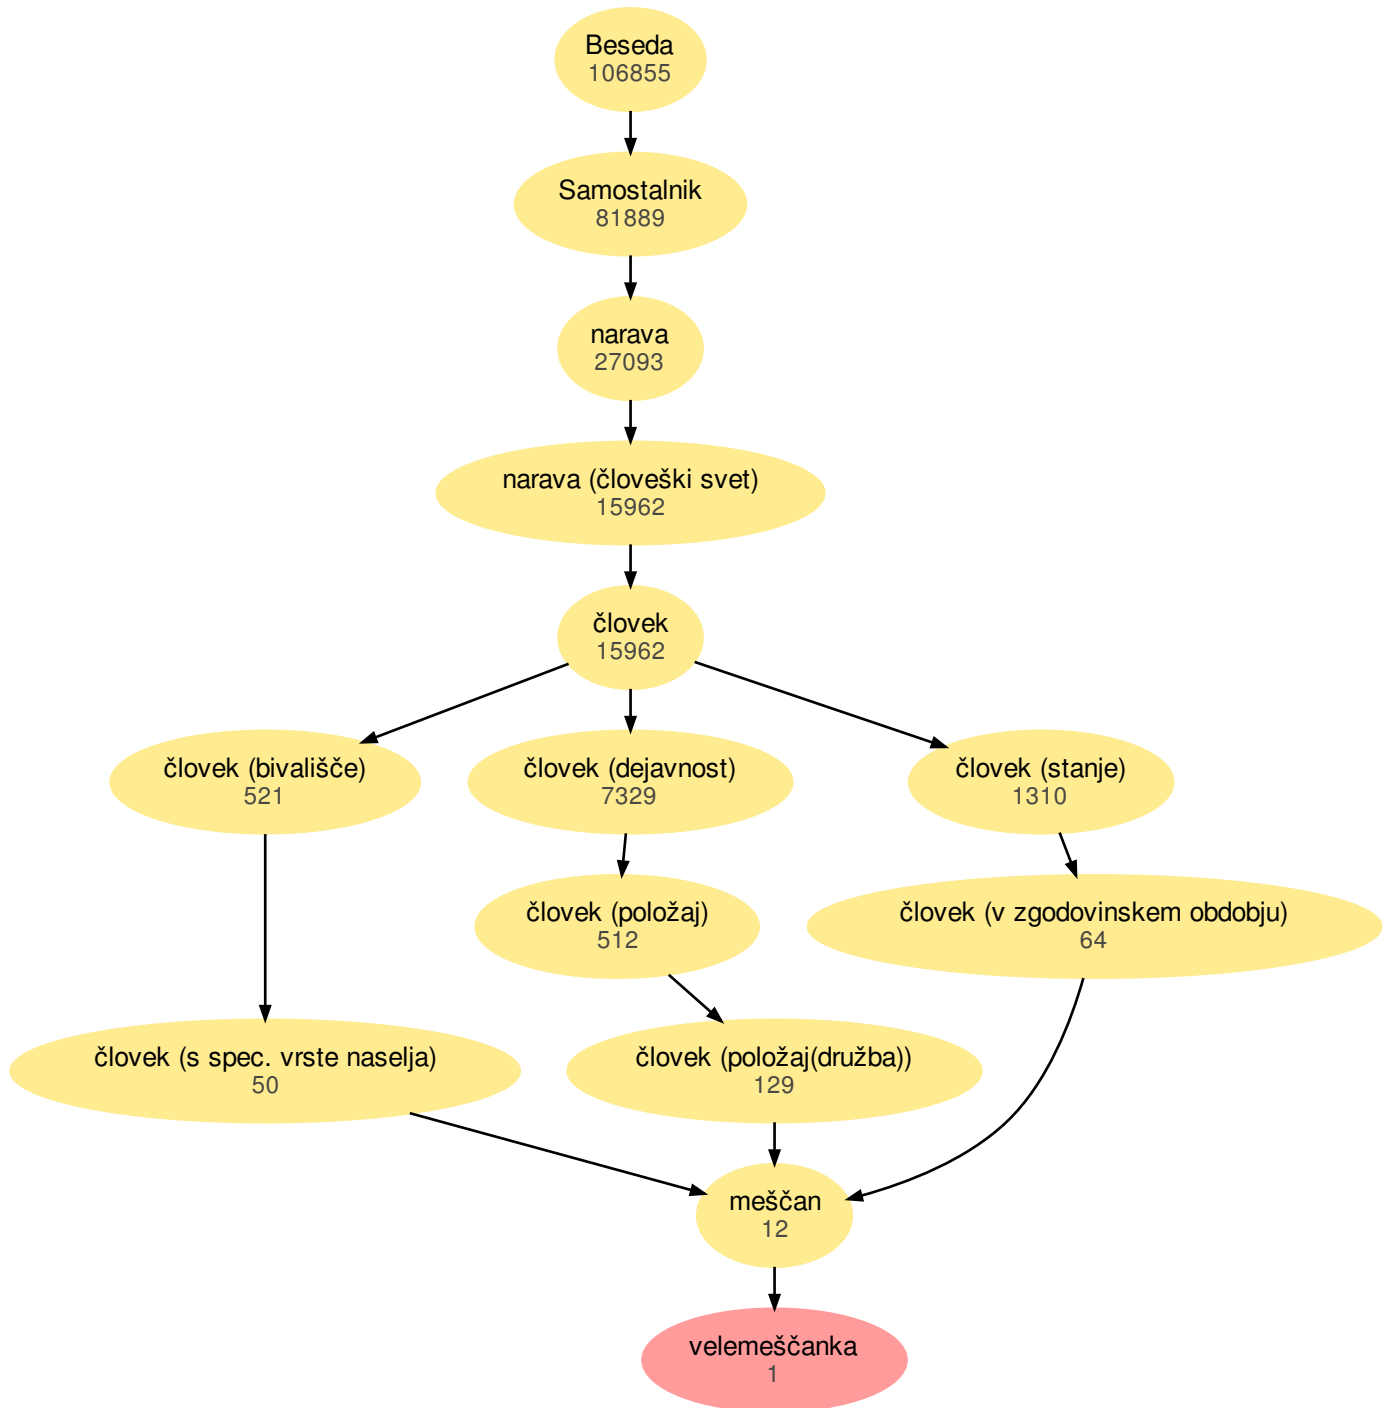 Beseda
106855
Samostalnik
81889
narava
27093
narava (človeški svet)
15962
človek
15962
človek (bivališče)
521
človek (dejavnost)
7329
človek (stanje)
1310
človek (položaj)
512
človek (v zgodovinskem obdobju)
64
človek (s spec. vrste naselja)
50
človek (položaj(družba))
129
meščan
12
velemeščanka
1